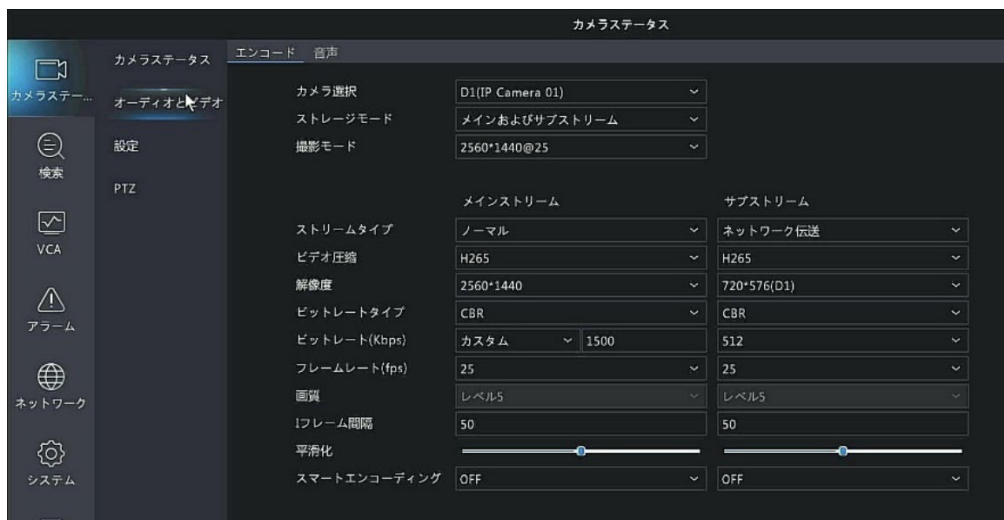 カメラステータス
カメラステー...
検索
VCA
アラーム
ネットワーク
システム
カメラステータス
オーディオとビデオ
設定
PTZ
エンコード 音声
カメラ選択 D1(IP Camera 01)
ストレージモード メインおよびサブストリーム
撮影モード 2560*1440@25
メインストリーム サブストリーム
ストリームタイプ ノーマル ネットワーク伝送
ビデオ圧縮 H265 H265
解像度 2560*1440 720*576(D1)
ビットレートタイプ CBR CBR
ビットレート(Kbps) カスタム 1500 512
フレームレート(fps) 25 25
画質 レベル5 レベル5
Iフレーム間隔 50 50
平滑化
スマートエンコーディング OFF OFF